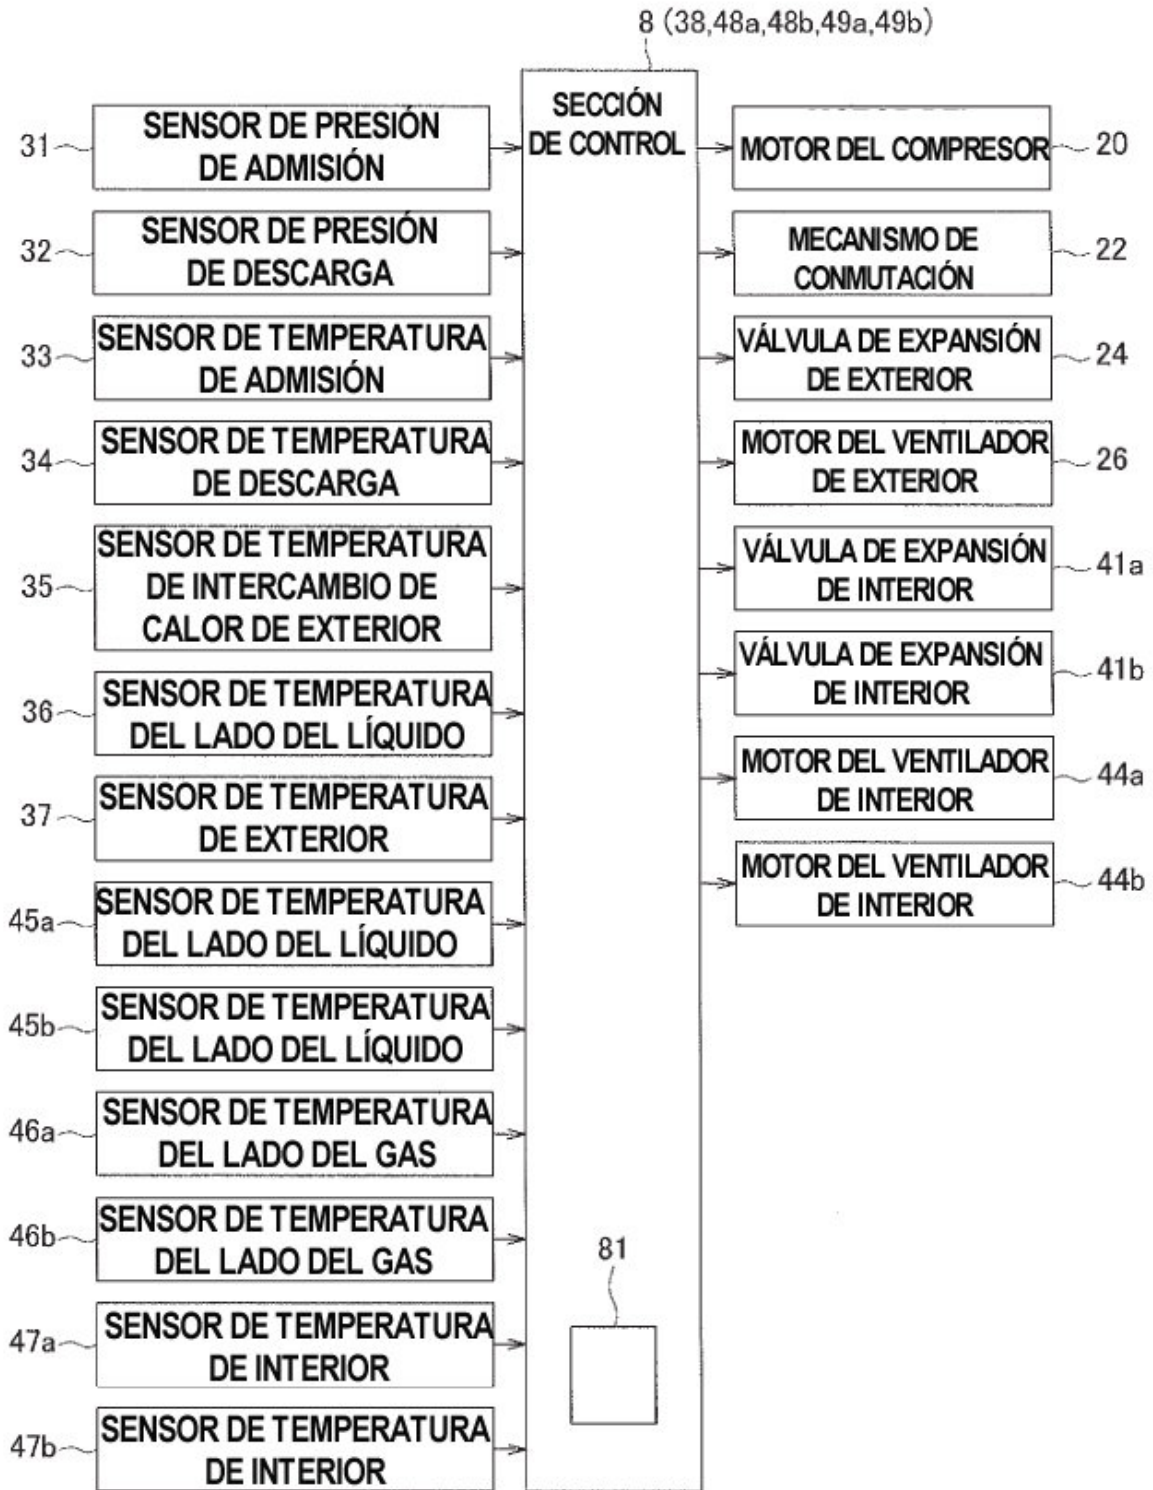 8 (38,48a,48b,49a,49b)
SECCIÓN
DE CONTROL
31
SENSOR DE PRESIÓN
DE ADMISIÓN
32
SENSOR DE PRESIÓN
DE DESCARGA
33
SENSOR DE TEMPERATURA
DE ADMISIÓN
34
SENSOR DE TEMPERATURA
DE DESCARGA
35
SENSOR DE TEMPERATURA
DE INTERCAMBIO DE
CALOR DE EXTERIOR
36
SENSOR DE TEMPERATURA
DEL LADO DEL LÍQUIDO
37
SENSOR DE TEMPERATURA
DE EXTERIOR
45a
SENSOR DE TEMPERATURA
DEL LADO DEL LÍQUIDO
45b
SENSOR DE TEMPERATURA
DEL LADO DEL LÍQUIDO
46a
SENSOR DE TEMPERATURA
DEL LADO DEL GAS
46b
SENSOR DE TEMPERATURA
DEL LADO DEL GAS
47a
SENSOR DE TEMPERATURA
DE INTERIOR
47b
SENSOR DE TEMPERATURA
DE INTERIOR
81
MOTOR DEL COMPRESOR
20
MECANISMO DE
CONMUTACIÓN
22
VÁLVULA DE EXPANSIÓN
DE EXTERIOR
24
MOTOR DEL VENTILADOR
DE EXTERIOR
26
VÁLVULA DE EXPANSIÓN
DE INTERIOR
41a
VÁLVULA DE EXPANSIÓN
DE INTERIOR
41b
MOTOR DEL VENTILADOR
DE INTERIOR
44a
MOTOR DEL VENTILADOR
DE INTERIOR
44b